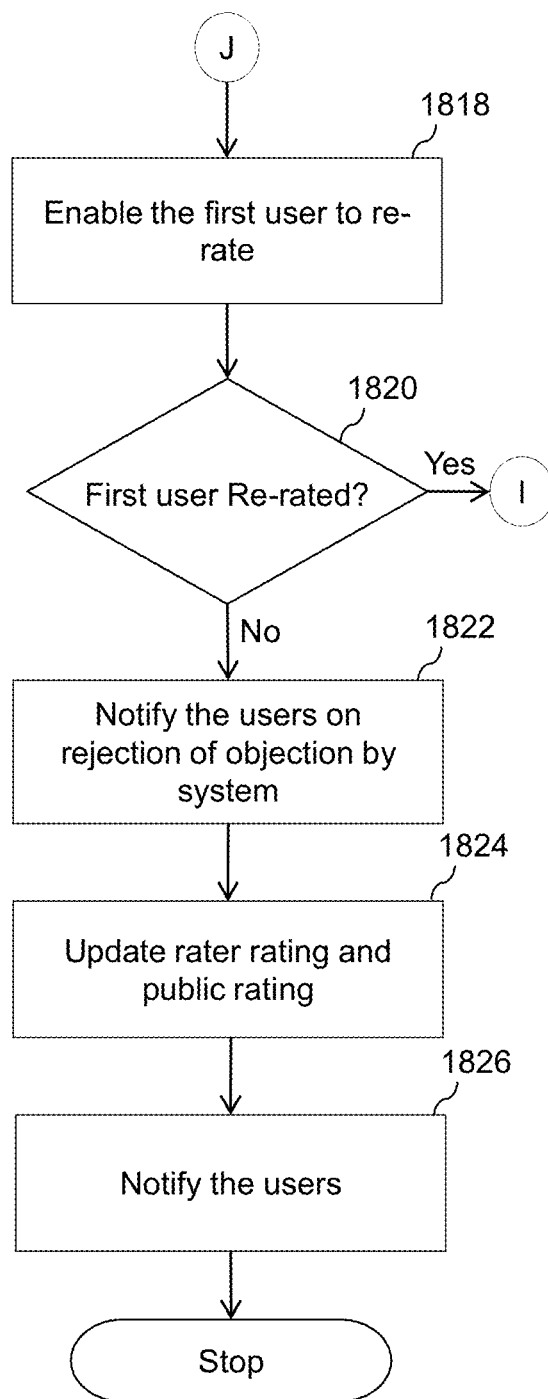 J
1818
Enable the first user to re-
rate
1820
First user Re-rated?
Yes
I
No
1822
Notify the users on
rejection of objection by
system
1824
Update rater rating and
public rating
1826
Notify the users
Stop